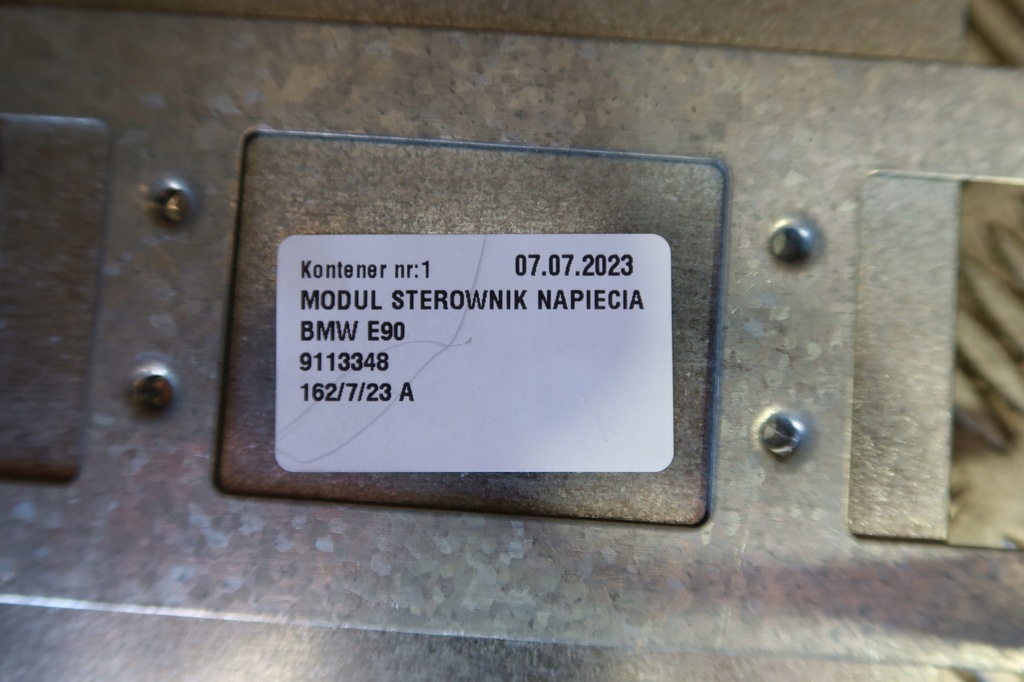 Kontener nr:1 07.07.2023
MODUL STEROWNIK NAPIECIA
BMW E90
9113348
162/7/23 A